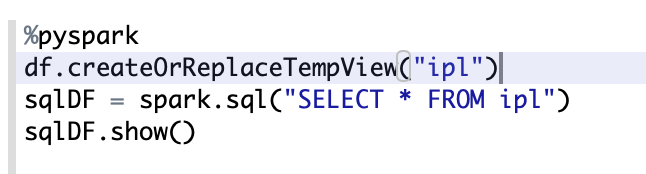 %pyspark
df.createOrReplaceTempView("ipl")
sqlDF = spark.sql("SELECT * FROM ipl")
sqlDF.show()